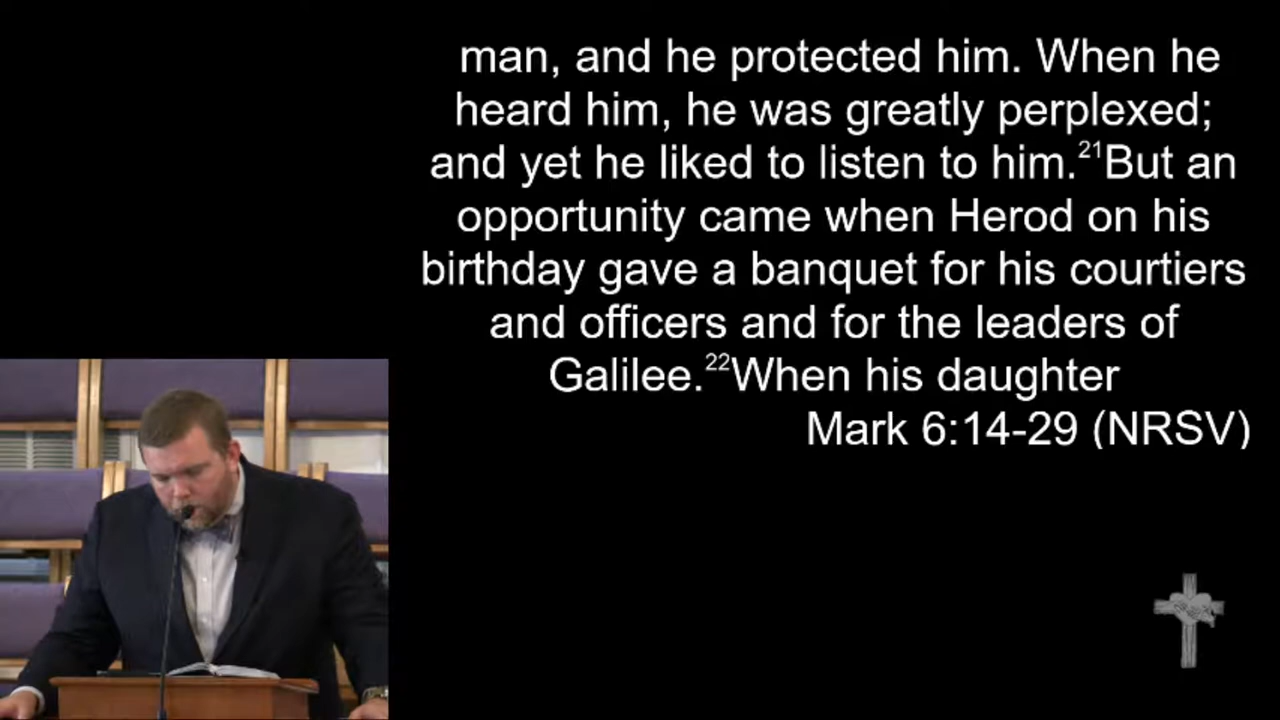 man, and he protected him. When he
heard him, he was greatly perplexed;
and yet he liked to listen to him.²¹But an
opportunity came when Herod on his
birthday gave a banquet for his courtiers
and officers and for the leaders of
Galilee.²²When his daughter
Mark 6:14-29 (NRSV)